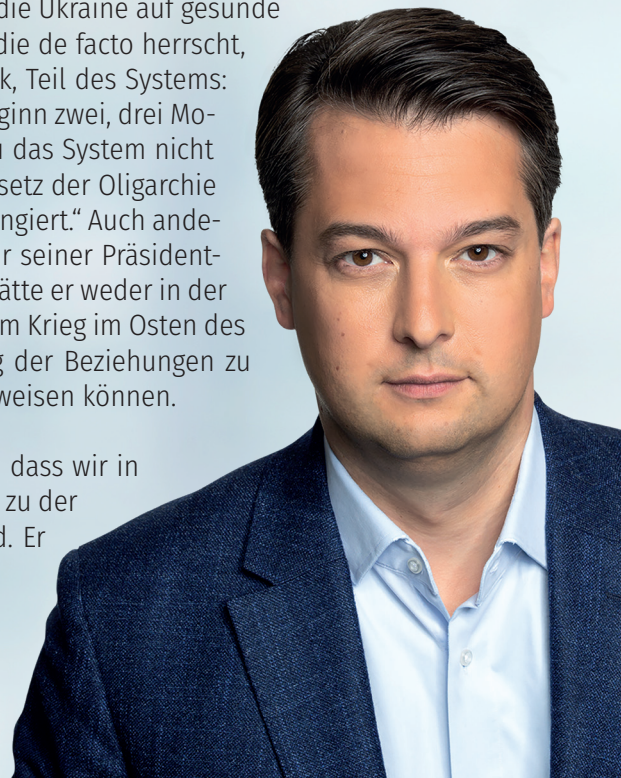 die Ukraine auf gesunde
die de facto herrscht,
k, Teil des Systems:
ginn zwei, drei Mo-
das System nicht
setz der Oligarchie
ngiert.“ Auch ande-
r seiner Präsident-
ätte er weder in der
m Krieg im Osten des
g der Beziehungen zu
weisen können.
dass wir in
zu der
d. Er